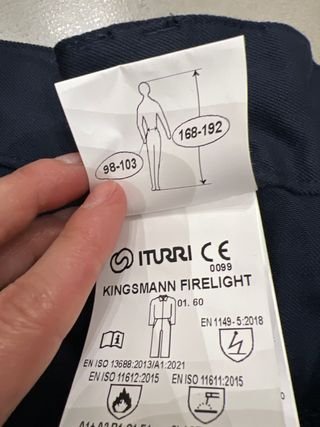 168-192
98-103
ITURRI CE
0099
KINGSMANN FIRELIGHT
01. 60
EN 1149-5:2018
EN ISO 13688:2013/A1:2021
EN ISO 11612:2015 EN ISO 11611:2015